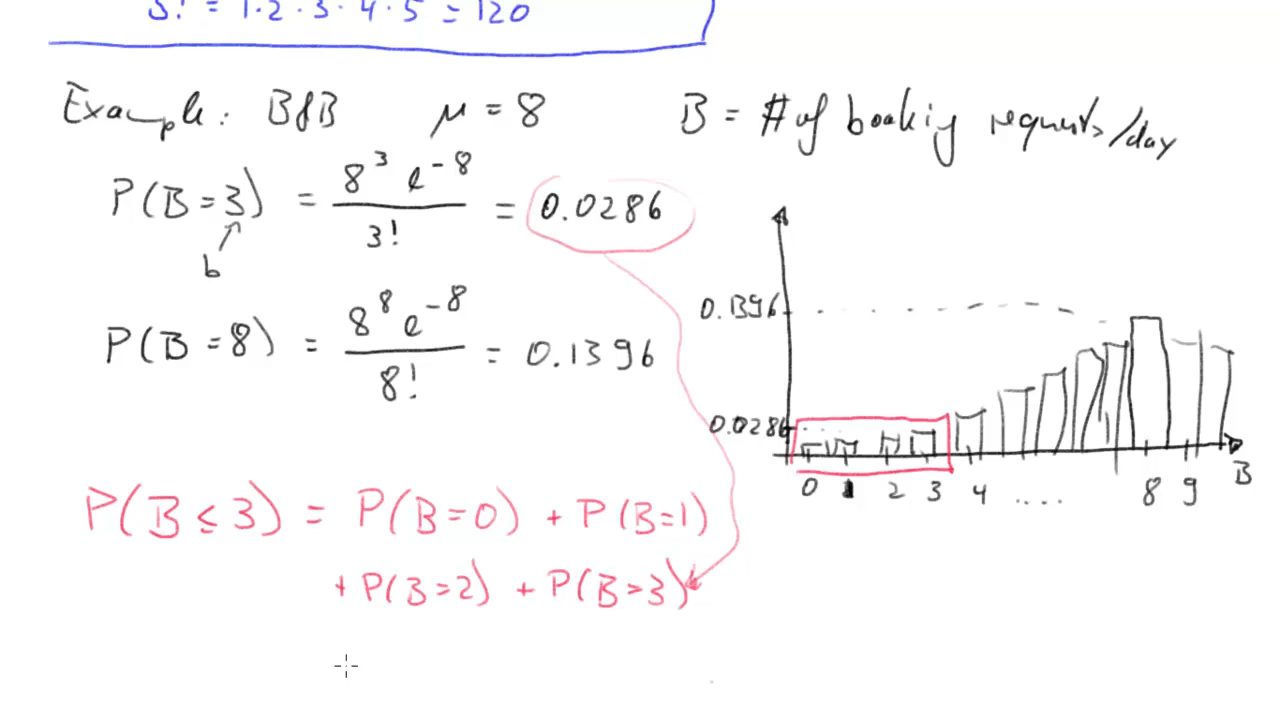 5! = 1·2·3·4·5 = 120
Example: B&B μ = 8 B = # of booking requests/day
P(B=3) = 8^3 e^-8 / 3! = 0.0286
b
P(B=8) = 8^8 e^-8 / 8! = 0.1396
0.1396
0.0286
0 1 2 3 4 .... 8 9 B
P(B ≤ 3) = P(B=0) + P(B=1)
+ P(B=2) + P(B=3)